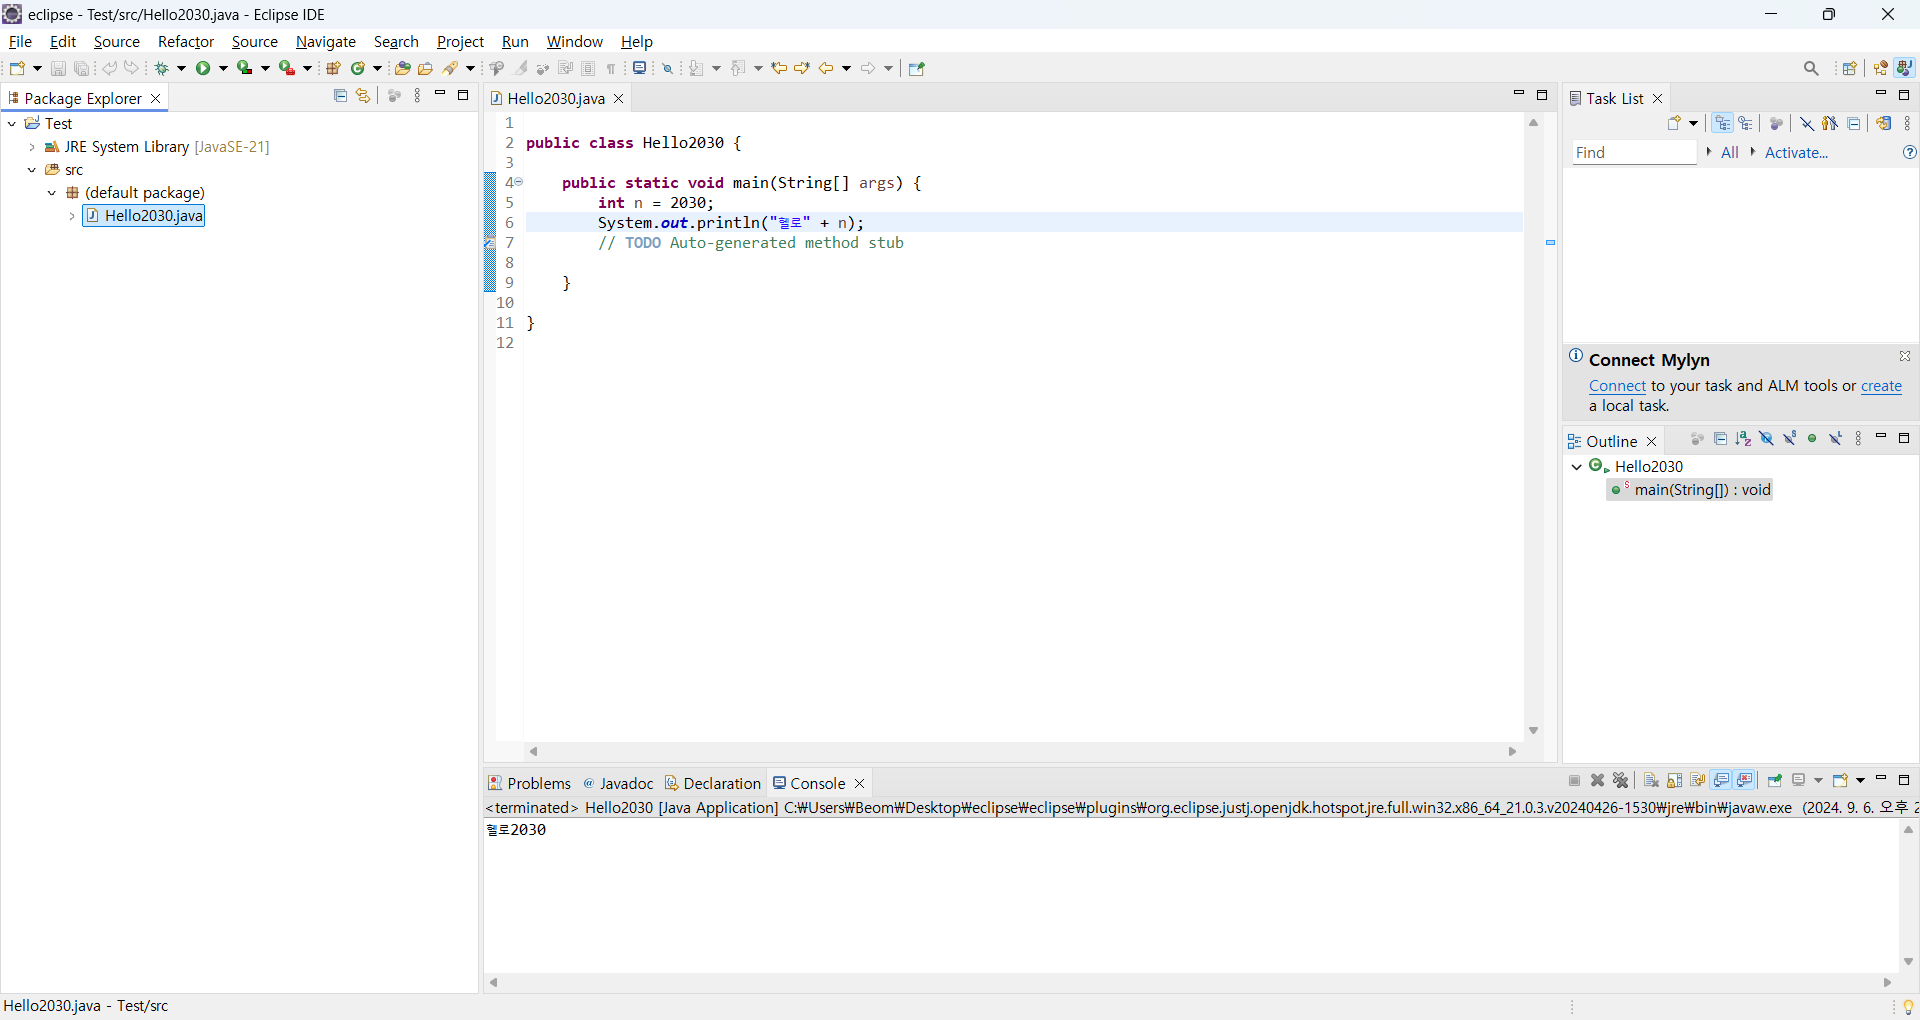 eclipse - Test/src/Hello2030.java - Eclipse IDE
File Edit Source Refactor Source Navigate Search Project Run Window Help
Package Explorer
Test
JRE System Library [JavaSE-21]
src
(default package)
Hello2030.java
Hello2030.java
1
2 public class Hello2030 {
3
4 public static void main(String[] args) {
5 int n = 2030;
6 System.out.println("헬로" + n);
7 // TODO Auto-generated method stub
8
9 }
10
11 }
12
Task List
Find All Activate...
Connect Mylyn
Connect to your task and ALM tools or create
a local task.
Outline
Hello2030
main(String[]) : void
Problems Javadoc Declaration Console
<terminated> Hello2030 [Java Application] C:₩Users₩Beom₩Desktop₩eclipse₩eclipse₩plugins₩org.eclipse.justj.openjdk.hotspot.jre.full.win32.x86_64_21.0.3.v20240426-1530₩jre₩bin₩javaw.exe (2024. 9. 6. 오후 2
헬로2030
Hello2030.java - Test/src